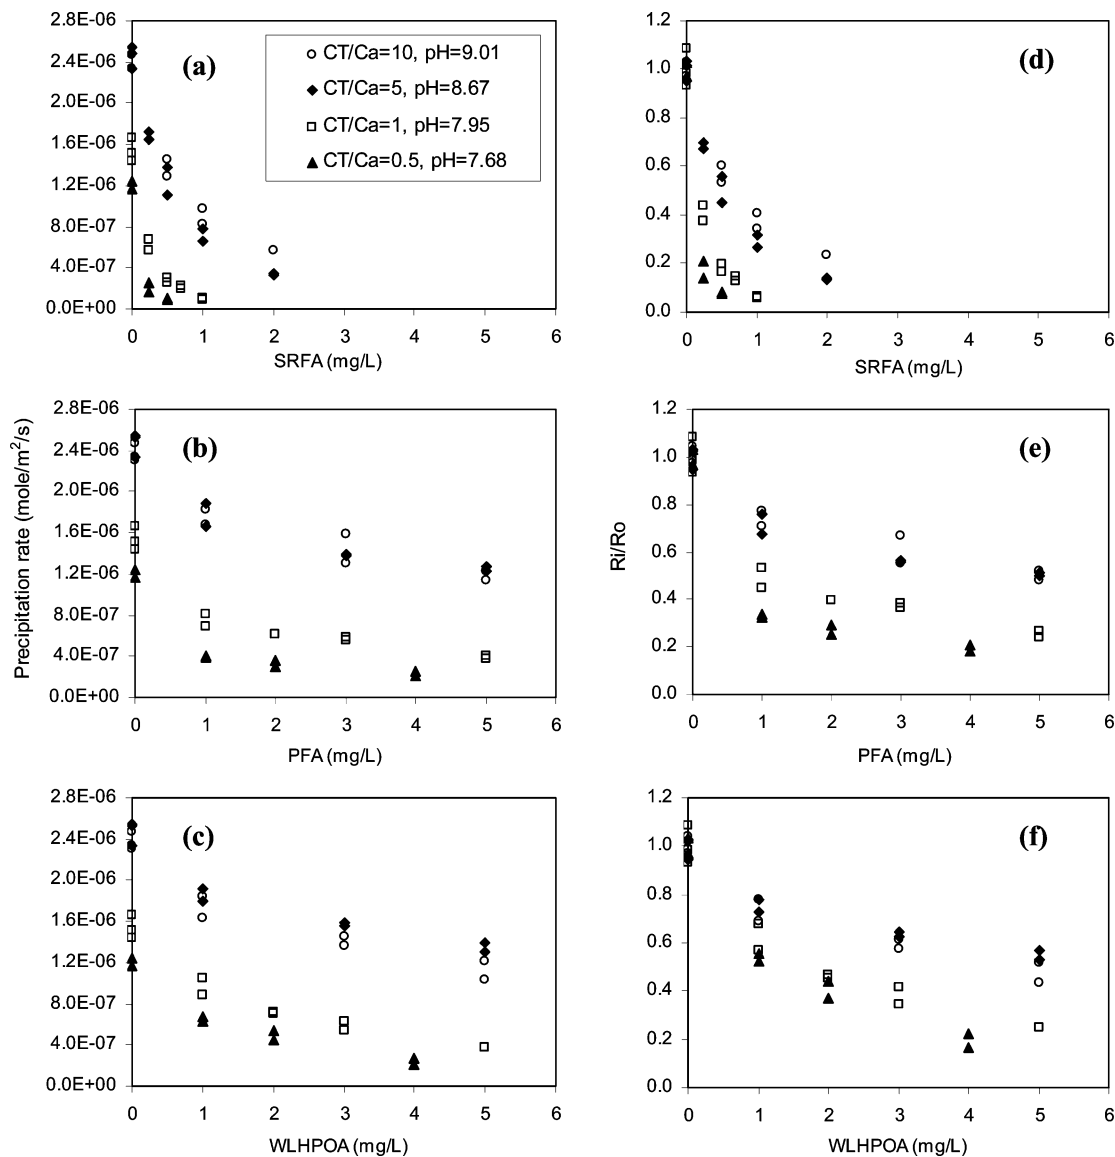 2.8E-06
2.4E-06
2.0E-06
1.6E-06
1.2E-06
8.0E-07
4.0E-07
0.0E+00
(a)
CT/Ca=10, pH=9.01
CT/Ca=5, pH=8.67
CT/Ca=1, pH=7.95
CT/Ca=0.5, pH=7.68
0 1 2 3 4 5 6
SRFA (mg/L)
1.2
1.0
0.8
0.6
0.4
0.2
0.0
(d)
0 1 2 3 4 5 6
SRFA (mg/L)
Precipitation rate (mole/m²/s)
2.8E-06
2.4E-06
2.0E-06
1.6E-06
1.2E-06
8.0E-07
4.0E-07
0.0E+00
(b)
0 1 2 3 4 5 6
PFA (mg/L)
Ri/Ro
1.2
1.0
0.8
0.6
0.4
0.2
0.0
(e)
0 1 2 3 4 5 6
PFA (mg/L)
2.8E-06
2.4E-06
2.0E-06
1.6E-06
1.2E-06
8.0E-07
4.0E-07
0.0E+00
(c)
0 1 2 3 4 5 6
WLHPOA (mg/L)
1.2
1.0
0.8
0.6
0.4
0.2
0.0
(f)
0 1 2 3 4 5 6
WLHPOA (mg/L)